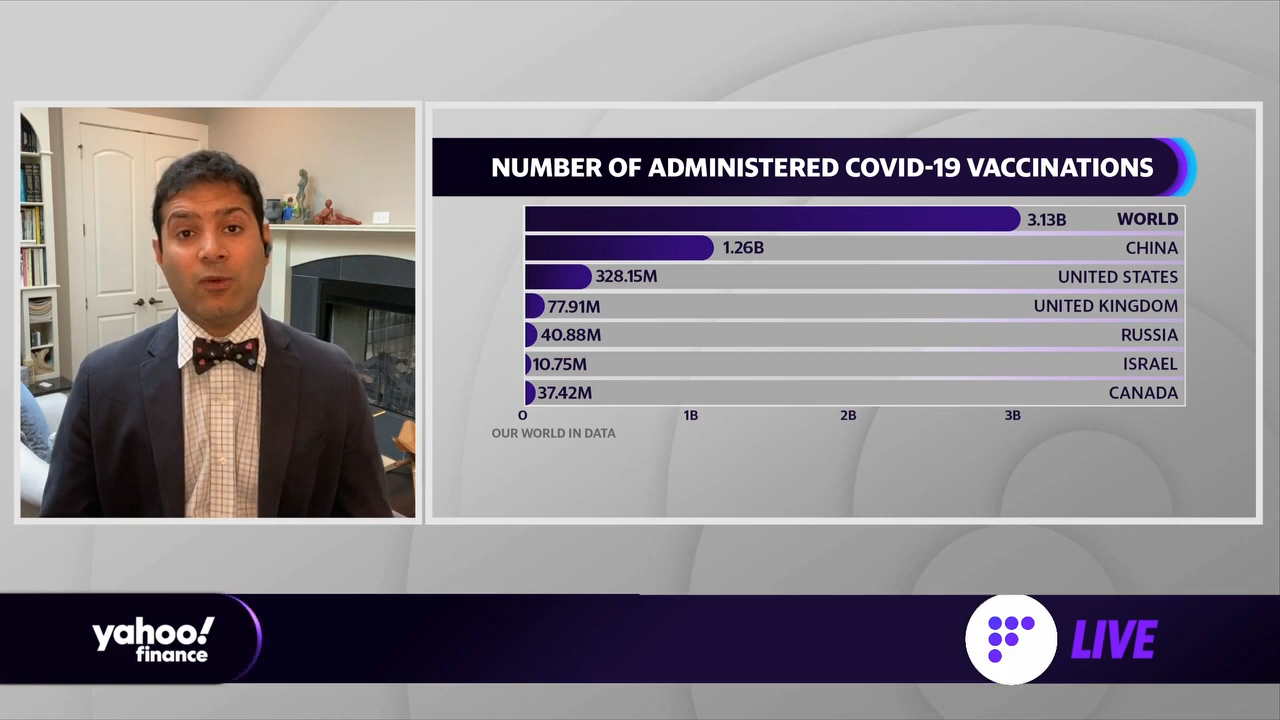 NUMBER OF ADMINISTERED COVID-19 VACCINATIONS
3.13B WORLD
1.26B CHINA
328.15M UNITED STATES
77.91M UNITED KINGDOM
40.88M RUSSIA
10.75M ISRAEL
37.42M CANADA
0 1B 2B 3B
OUR WORLD IN DATA
yahoo!
finance
LIVE